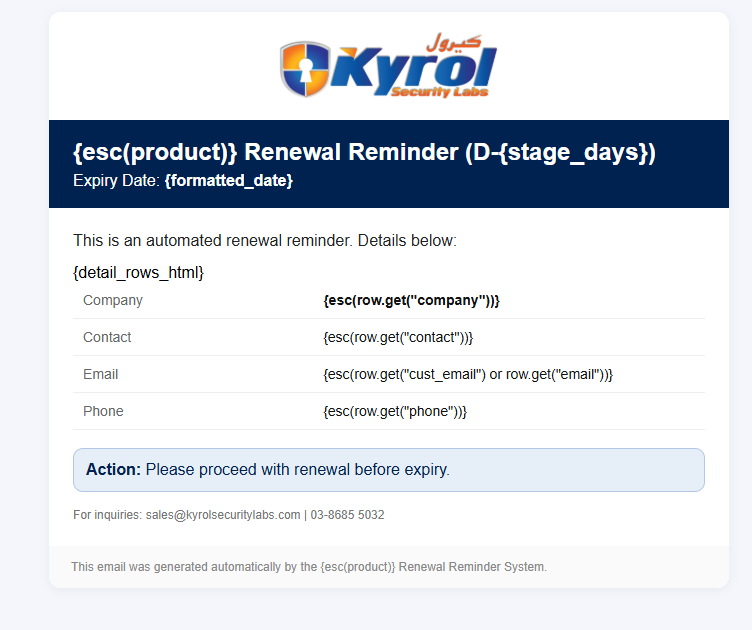 كيرول
Kyrol
Security Labs
{esc(product)} Renewal Reminder (D-{stage_days})
Expiry Date: {formatted_date}
This is an automated renewal reminder. Details below:
{detail_rows_html}
Company {esc(row.get("company"))}
Contact {esc(row.get("contact"))}
Email {esc(row.get("cust_email") or row.get("email"))}
Phone {esc(row.get("phone"))}
Action: Please proceed with renewal before expiry.
For inquiries: sales@kyrolsecuritylabs.com | 03-8685 5032
This email was generated automatically by the {esc(product)} Renewal Reminder System.